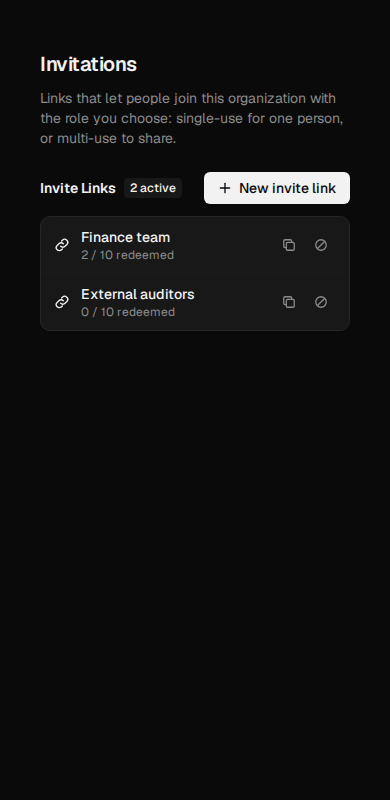 Invitations
Links that let people join this organization with
the role you choose: single-use for one person,
or multi-use to share.
Invite Links 2 active New invite link
Finance team
2 / 10 redeemed
External auditors
0 / 10 redeemed